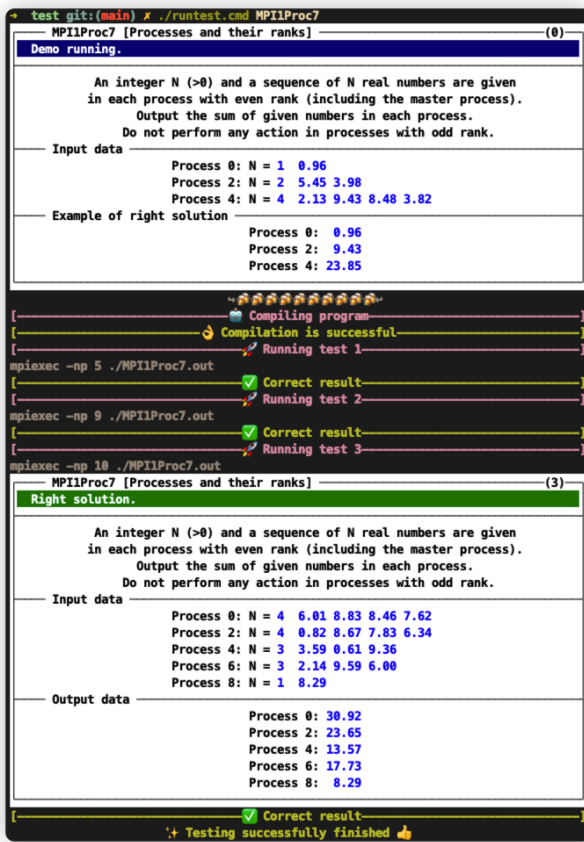 ➜ test git:(main) ✗ ./runtest.cmd MPI1Proc7
MPI1Proc7 [Processes and their ranks] (0)
Demo running.
An integer N (>0) and a sequence of N real numbers are given
in each process with even rank (including the master process).
Output the sum of given numbers in each process.
Do not perform any action in processes with odd rank.
Input data
Process 0: N = 1 0.96
Process 2: N = 2 5.45 3.98
Process 4: N = 4 2.13 9.43 8.48 3.82
Example of right solution
Process 0: 0.96
Process 2: 9.43
Process 4: 23.85
[ Compiling program ]
[ 👌 Compilation is successful ]
[ 🚀 Running test 1 ]
mpiexec -np 5 ./MPI1Proc7.out
[ ✅ Correct result ]
[ 🚀 Running test 2 ]
mpiexec -np 9 ./MPI1Proc7.out
[ ✅ Correct result ]
[ 🚀 Running test 3 ]
mpiexec -np 10 ./MPI1Proc7.out
MPI1Proc7 [Processes and their ranks] (3)
Right solution.
An integer N (>0) and a sequence of N real numbers are given
in each process with even rank (including the master process).
Output the sum of given numbers in each process.
Do not perform any action in processes with odd rank.
Input data
Process 0: N = 4 6.01 8.83 8.46 7.62
Process 2: N = 4 0.82 8.67 7.83 6.34
Process 4: N = 3 3.59 0.61 9.36
Process 6: N = 3 2.14 9.59 6.00
Process 8: N = 1 8.29
Output data
Process 0: 30.92
Process 2: 23.65
Process 4: 13.57
Process 6: 17.73
Process 8: 8.29
[ ✅ Correct result ]
✨ Testing successfully finished 👍